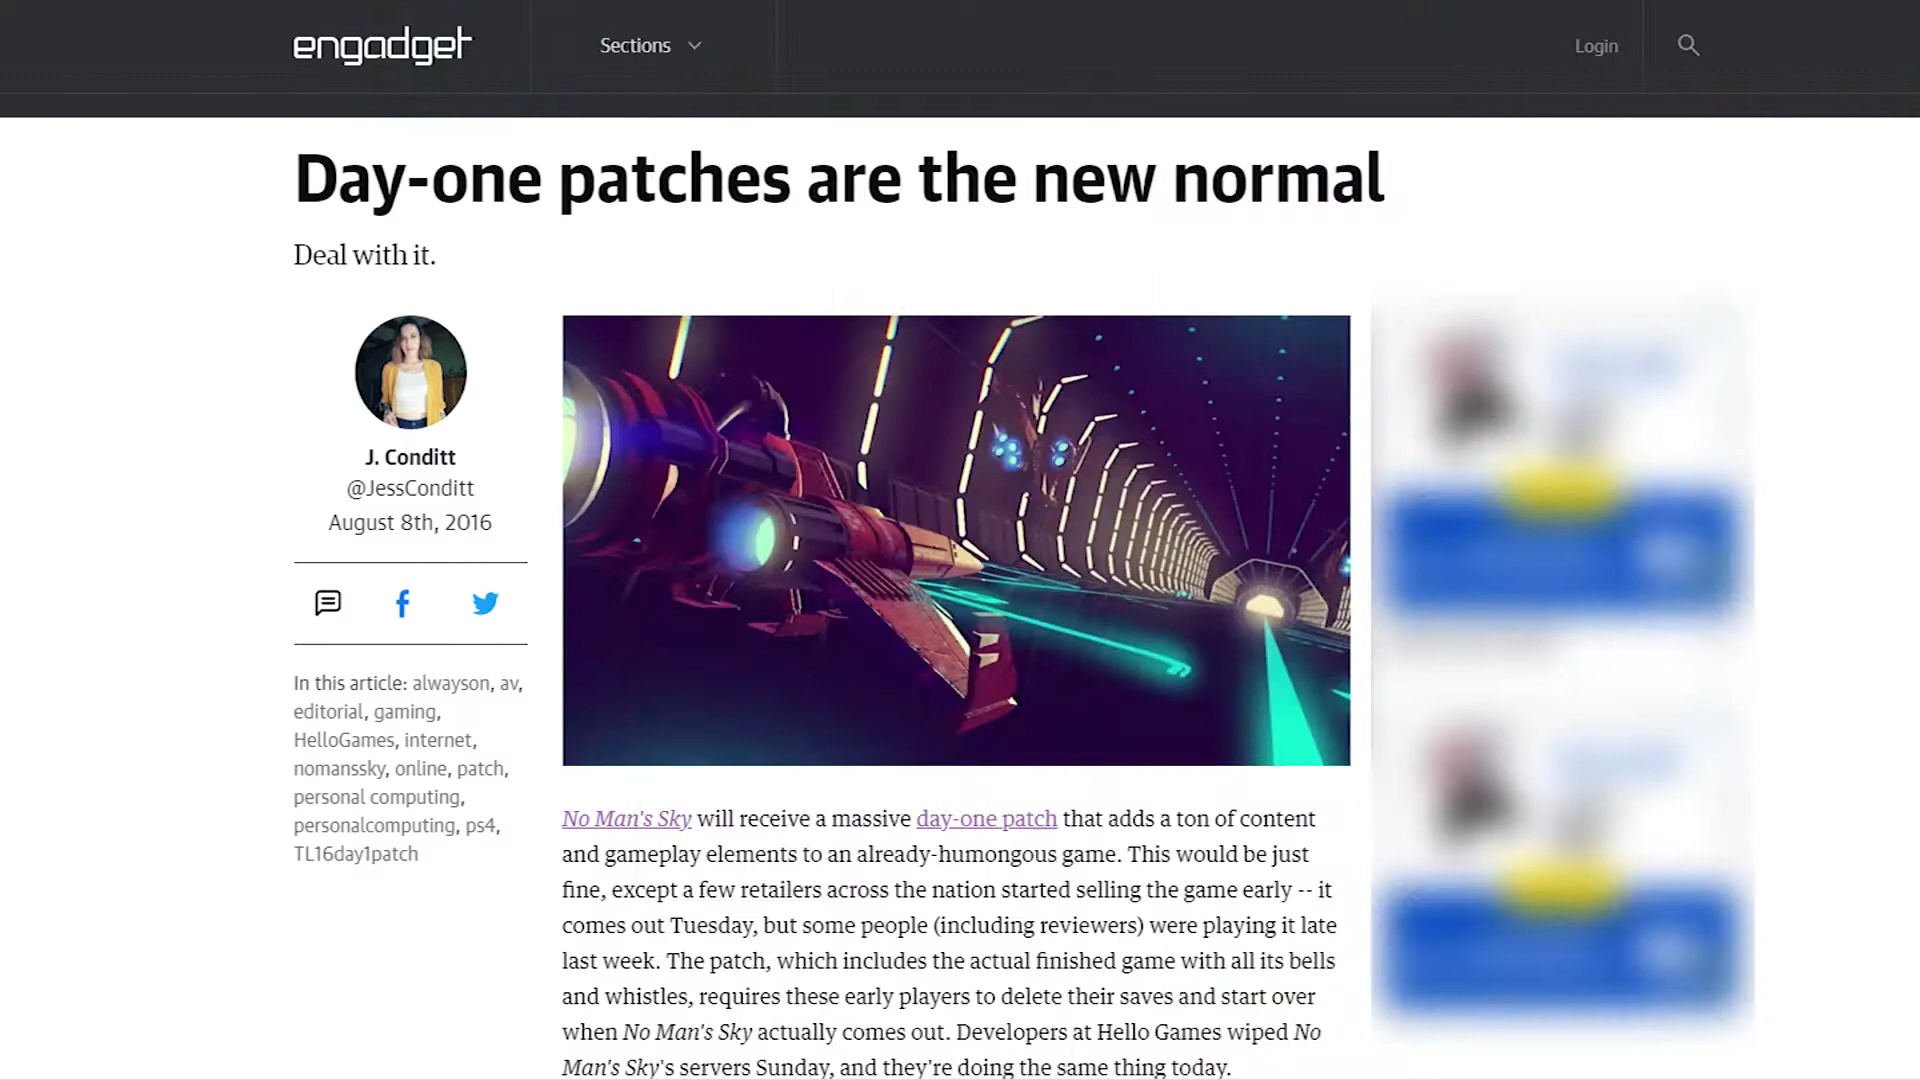 engadget
Sections
Login
Day-one patches are the new normal
Deal with it.
J. Conditt
@JessConditt
August 8th, 2016
In this article: alwayson, av,
editorial, gaming,
HelloGames, internet,
nomanssky, online, patch,
personal computing,
personalcomputing, ps4,
TL16day1patch
No Man's Sky will receive a massive day-one patch that adds a ton of content
and gameplay elements to an already-humongous game. This would be just
fine, except a few retailers across the nation started selling the game early -- it
comes out Tuesday, but some people (including reviewers) were playing it late
last week. The patch, which includes the actual finished game with all its bells
and whistles, requires these early players to delete their saves and start over
when No Man's Sky actually comes out. Developers at Hello Games wiped No
Man's Sky's servers Sunday, and they're doing the same thing today.